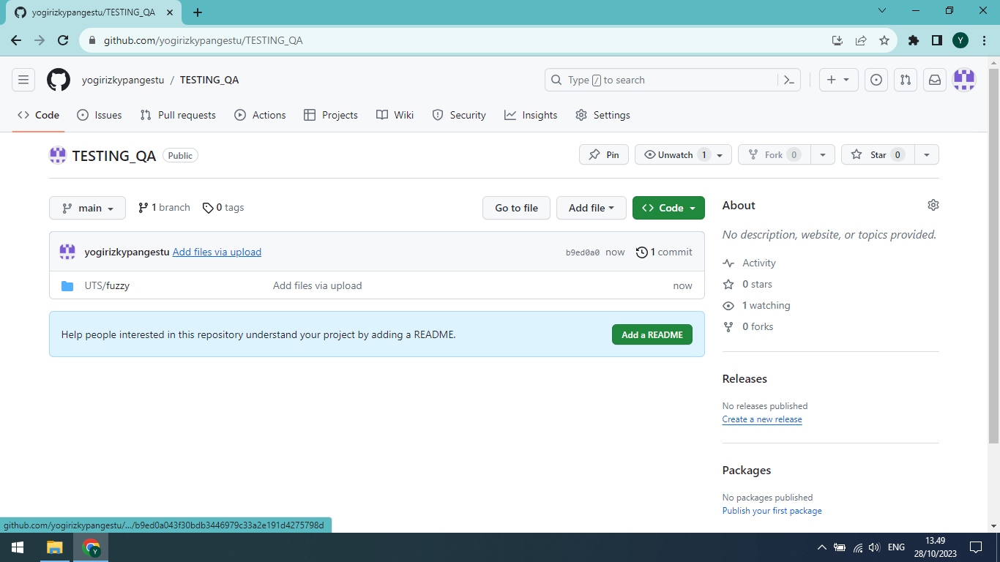 yogirizkypangestu/TESTING_QA
github.com/yogirizkypangestu/TESTING_QA
Y
yogirizkypangestu / TESTING_QA
Type / to search
Code Issues Pull requests Actions Projects Wiki Security Insights Settings
TESTING_QA Public
Pin Unwatch 1 Fork 0 Star 0
main 1 branch 0 tags Go to file Add file Code
yogirizkypangestu Add files via upload b9ed0a0 now 1 commit
UTS/fuzzy Add files via upload now
Help people interested in this repository understand your project by adding a README. Add a README
About
No description, website, or topics provided.
Activity
0 stars
1 watching
0 forks
Releases
No releases published
Create a new release
Packages
No packages published
Publish your first package
github.com/yogirizkypangestu/.../b9ed0a043f30bdb3446979c33a2e191d4275798d
Y
ENG
13.49
28/10/2023